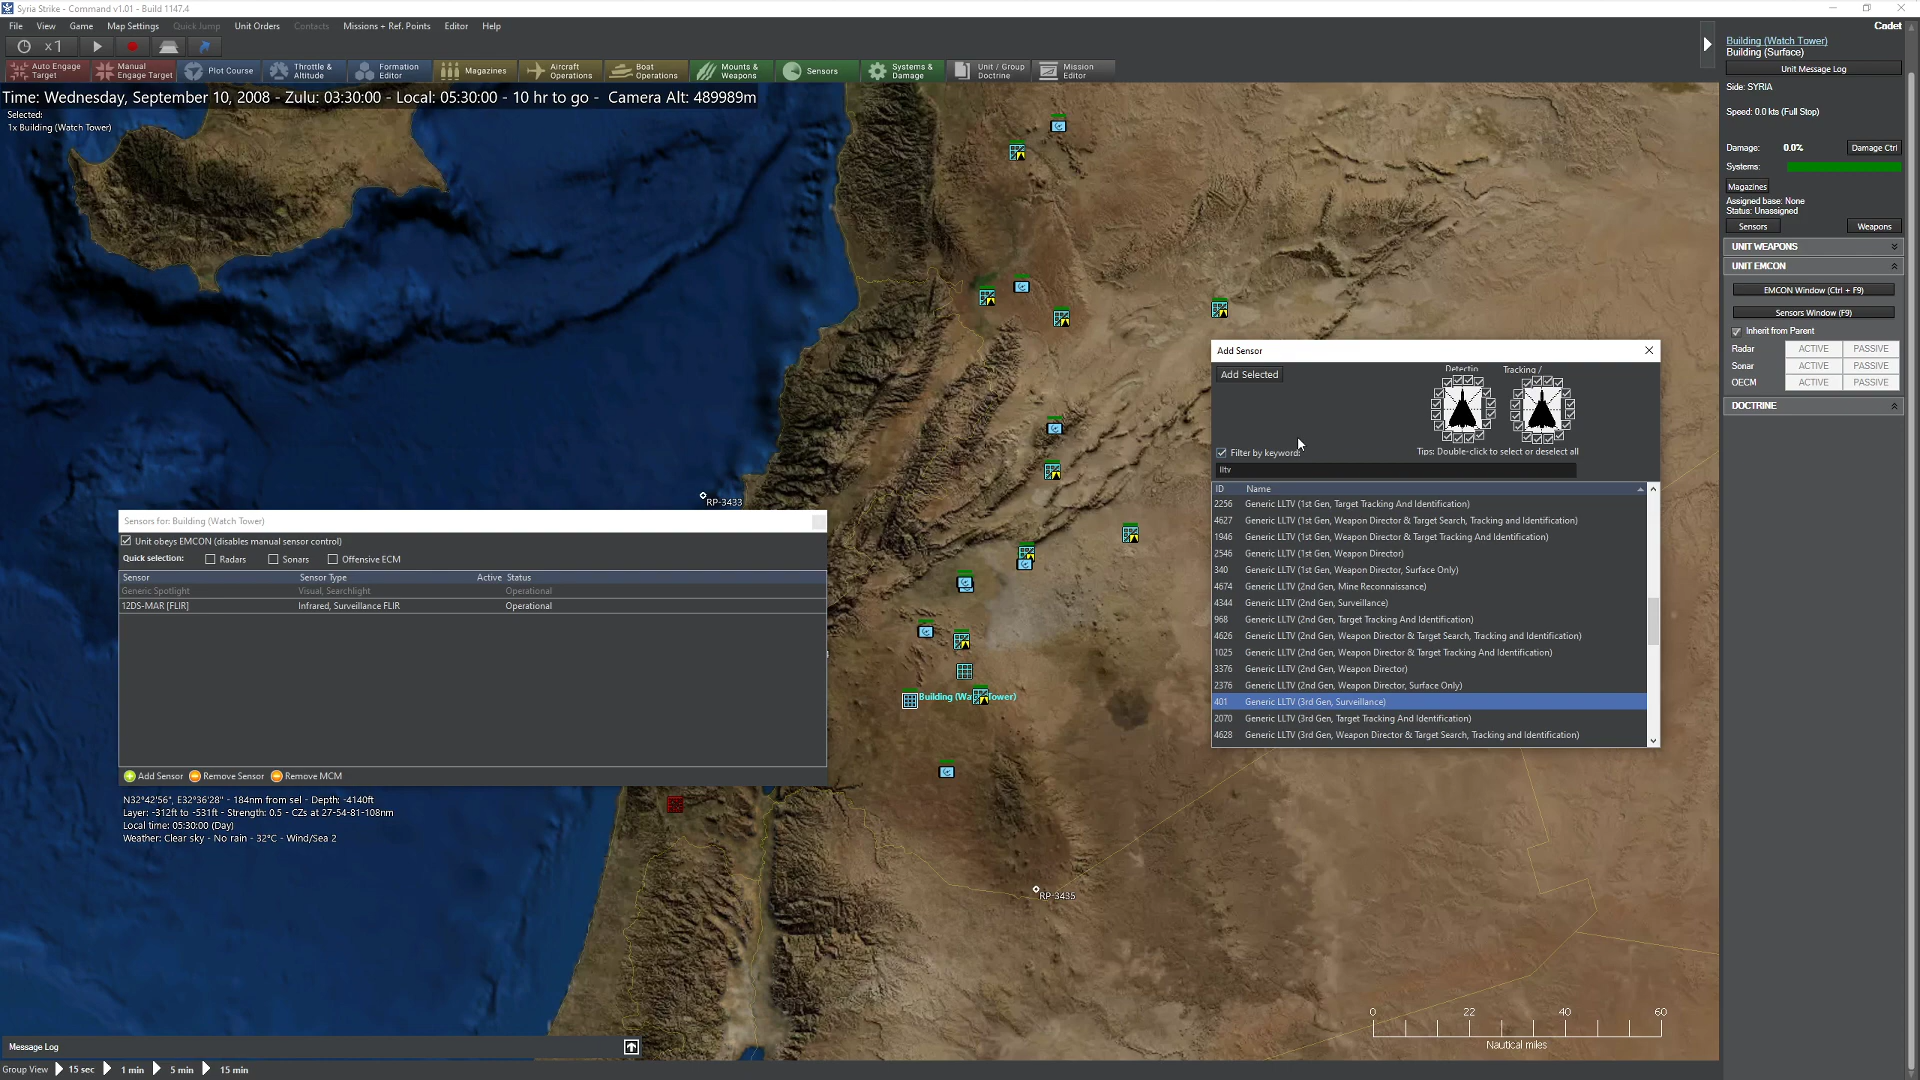 Syria Strike - Command v1.01 - Build 1147.4
File View Game Map Settings Quick Jump Unit Orders Contacts Missions + Ref. Points Editor Help
x1
Auto Engage Target
Manual Engage Target
Plot Course
Throttle & Altitude
Formation Editor
Magazines
Aircraft Operations
Boat Operations
Mounts & Weapons
Sensors
Systems & Damage
Unit / Group Doctrine
Mission Editor
Time: Wednesday, September 10, 2008 - Zulu: 03:30:00 - Local: 05:30:00 - 10 hr to go - Camera Alt: 489989m
Selected:
1x Building (Watch Tower)
RP-3433
Sensors for: Building (Watch Tower)
Unit obeys EMCON (disables manual sensor control)
Quick selection: Radars Sonars Offensive ECM
Sensor Sensor Type Active Status
Generic Spotlight Visual, Searchlight Operational
12DS-MAR [FLIR] Infrared, Surveillance FLIR Operational
Add Sensor Remove Sensor Remove MCM
N32°42'56", E32°36'28" - 184nm from sel - Depth: -4140ft
Layer: -312ft to -531ft - Strength: 0.5 - CZs at 27-54-81-108nm
Local time: 05:30:00 (Day)
Weather: Clear sky - No rain - 32°C - Wind/Sea 2
RP-3435
Add Sensor
Add Selected
Detectio Tracking /
Filter by keyword: Tips: Double-click to select or deselect all
lltv
ID Name
2256 Generic LLTV (1st Gen, Target Tracking And Identification)
4627 Generic LLTV (1st Gen, Weapon Director & Target Search, Tracking and Identification)
1946 Generic LLTV (1st Gen, Weapon Director & Target Tracking And Identification)
2546 Generic LLTV (1st Gen, Weapon Director)
340 Generic LLTV (1st Gen, Weapon Director, Surface Only)
4674 Generic LLTV (2nd Gen, Mine Reconnaissance)
4344 Generic LLTV (2nd Gen, Surveillance)
968 Generic LLTV (2nd Gen, Target Tracking And Identification)
4626 Generic LLTV (2nd Gen, Weapon Director & Target Search, Tracking and Identification)
1025 Generic LLTV (2nd Gen, Weapon Director & Target Tracking And Identification)
3376 Generic LLTV (2nd Gen, Weapon Director)
2376 Generic LLTV (2nd Gen, Weapon Director, Surface Only)
401 Generic LLTV (3rd Gen, Surveillance)
2070 Generic LLTV (3rd Gen, Target Tracking And Identification)
4628 Generic LLTV (3rd Gen, Weapon Director & Target Search, Tracking and Identification)
0 22 40 60
Nautical miles
Message Log
Group View 15 sec 1 min 5 min 15 min
Cadet
Building (Watch Tower)
Building (Surface)
Unit Message Log
Side: SYRIA
Speed: 0.0 kts (Full Stop)
Damage: 0.0% Damage Ctrl
Systems:
Magazines
Assigned base: None
Status: Unassigned
Sensors Weapons
UNIT WEAPONS
UNIT EMCON
EMCON Window (Ctrl + F9)
Sensors Window (F9)
Inherit from Parent
Radar ACTIVE PASSIVE
Sonar ACTIVE PASSIVE
OECM ACTIVE PASSIVE
DOCTRINE